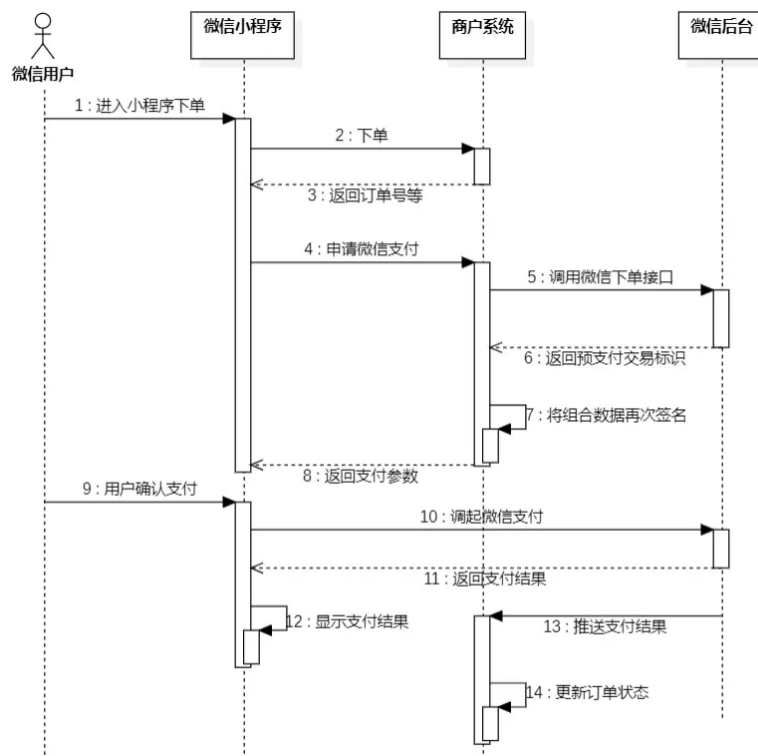 微信用户
微信小程序
商户系统
微信后台
1 : 进入小程序下单
2 : 下单
3 : 返回订单号等
4 : 申请微信支付
5 : 调用微信下单接口
6 : 返回预支付交易标识
7 : 将组合数据再次签名
8 : 返回支付参数
9 : 用户确认支付
10 : 调起微信支付
11 : 返回支付结果
12 : 显示支付结果
13 : 推送支付结果
14 : 更新订单状态